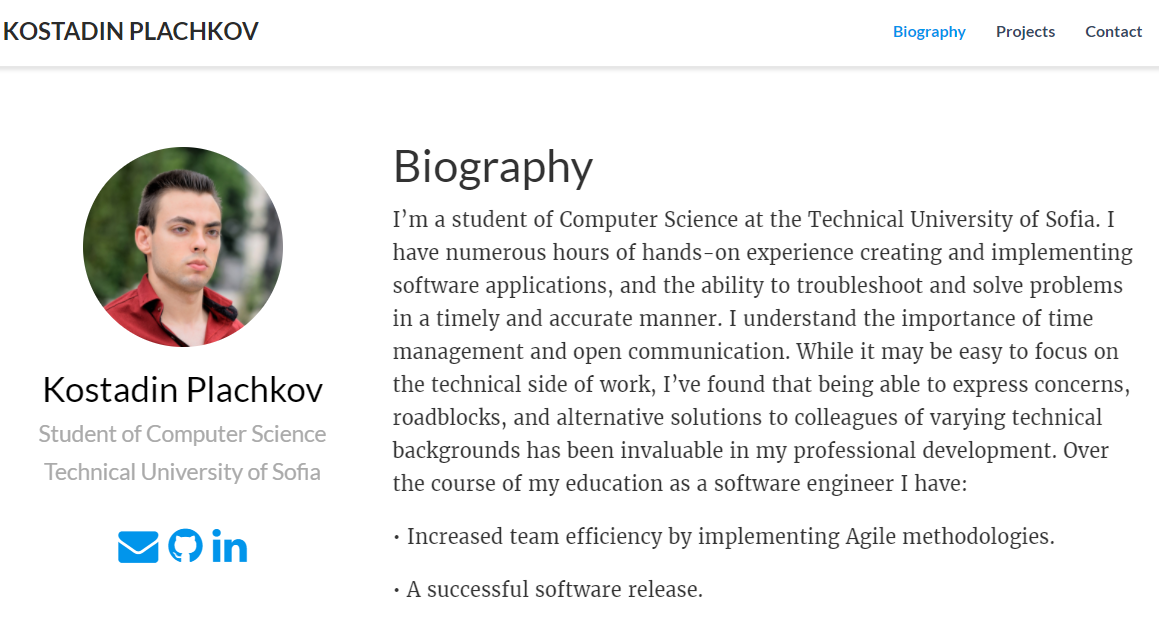 KOSTADIN PLACHKOV
Biography
Projects
Contact
Kostadin Plachkov
Student of Computer Science
Technical University of Sofia
in
Biography
I’m a student of Computer Science at the Technical University of Sofia. I
have numerous hours of hands-on experience creating and implementing
software applications, and the ability to troubleshoot and solve problems
in a timely and accurate manner. I understand the importance of time
management and open communication. While it may be easy to focus on
the technical side of work, I’ve found that being able to express concerns,
roadblocks, and alternative solutions to colleagues of varying technical
backgrounds has been invaluable in my professional development. Over
the course of my education as a software engineer I have:
• Increased team efficiency by implementing Agile methodologies.
• A successful software release.